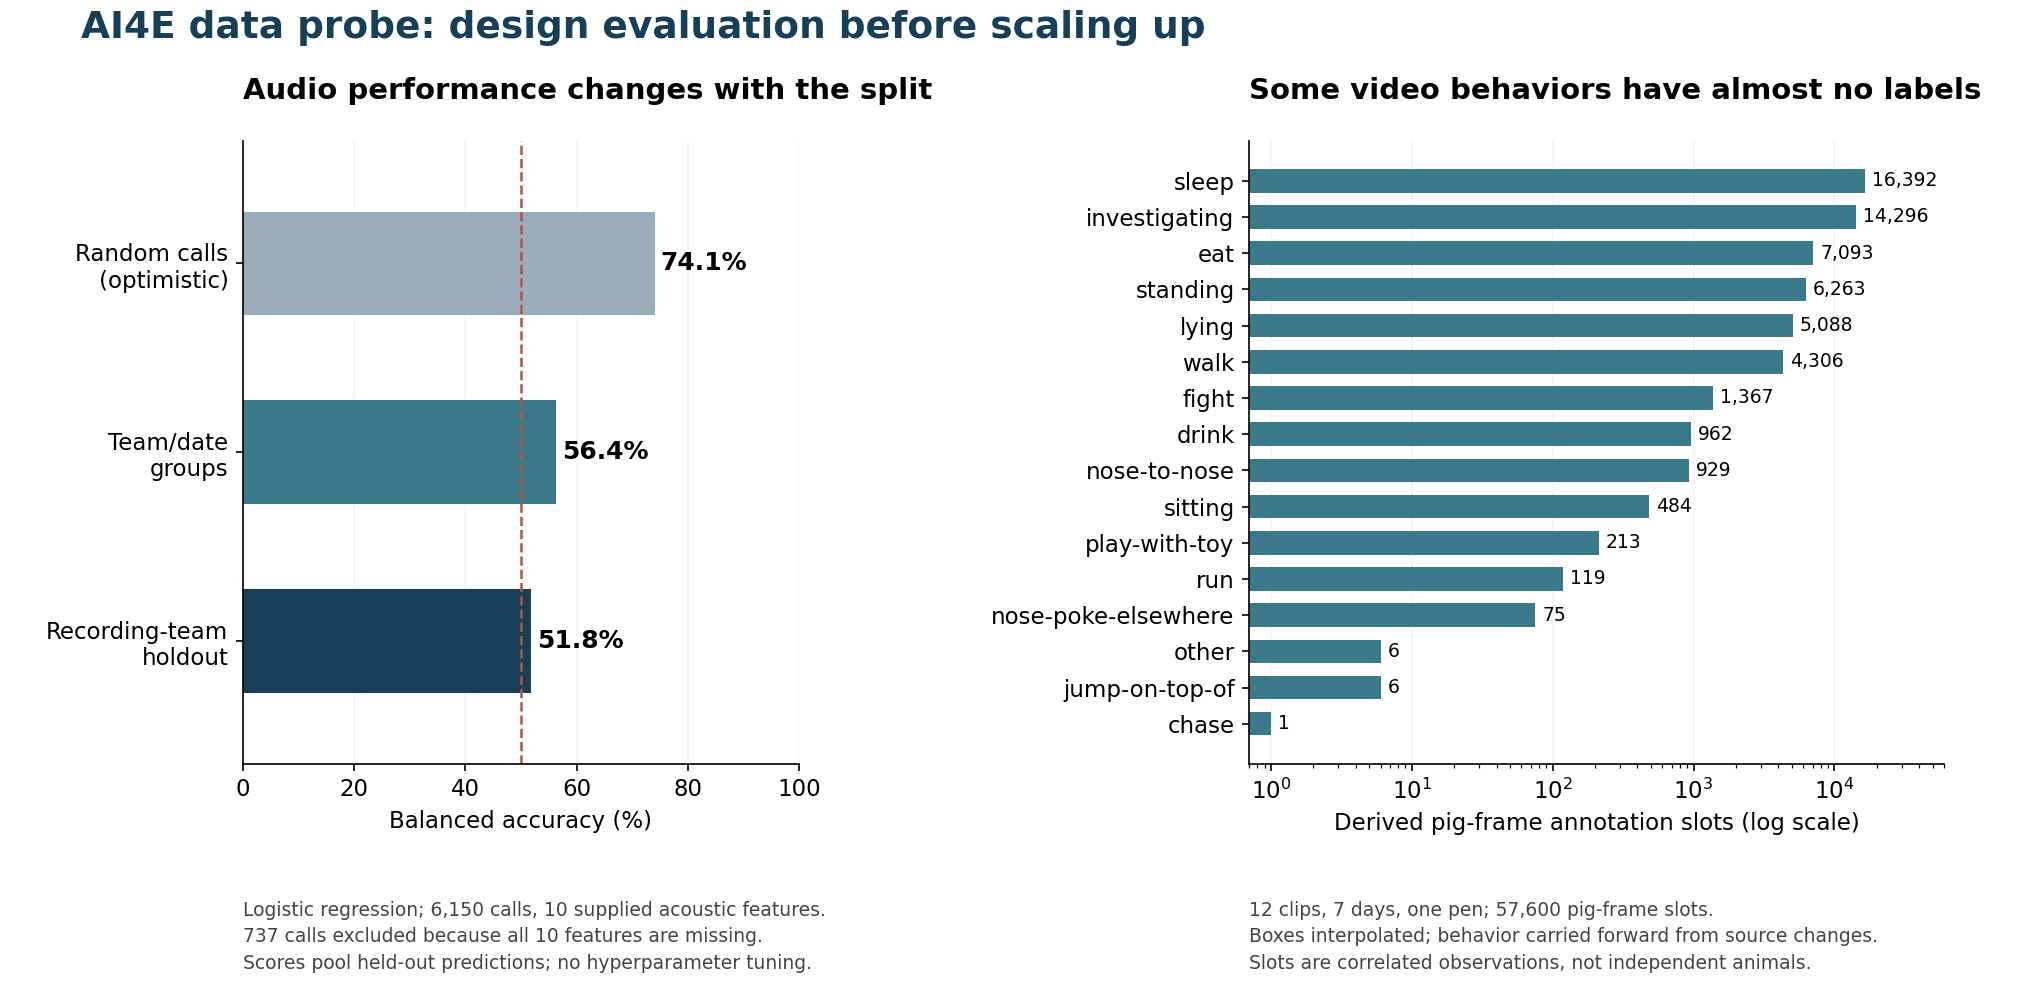 AI4E data probe: design evaluation before scaling up
Audio performance changes with the split
Random calls
(optimistic)
74.1%
Team/date
groups
56.4%
Recording-team
holdout
51.8%
0 20 40 60 80 100
Balanced accuracy (%)
Logistic regression; 6,150 calls, 10 supplied acoustic features.
737 calls excluded because all 10 features are missing.
Scores pool held-out predictions; no hyperparameter tuning.
Some video behaviors have almost no labels
sleep 16,392
investigating 14,296
eat 7,093
standing 6,263
lying 5,088
walk 4,306
fight 1,367
drink 962
nose-to-nose 929
sitting 484
play-with-toy 213
run 119
nose-poke-elsewhere 75
other 6
jump-on-top-of 6
chase 1
10⁰ 10¹ 10² 10³ 10⁴
Derived pig-frame annotation slots (log scale)
12 clips, 7 days, one pen; 57,600 pig-frame slots.
Boxes interpolated; behavior carried forward from source changes.
Slots are correlated observations, not independent animals.